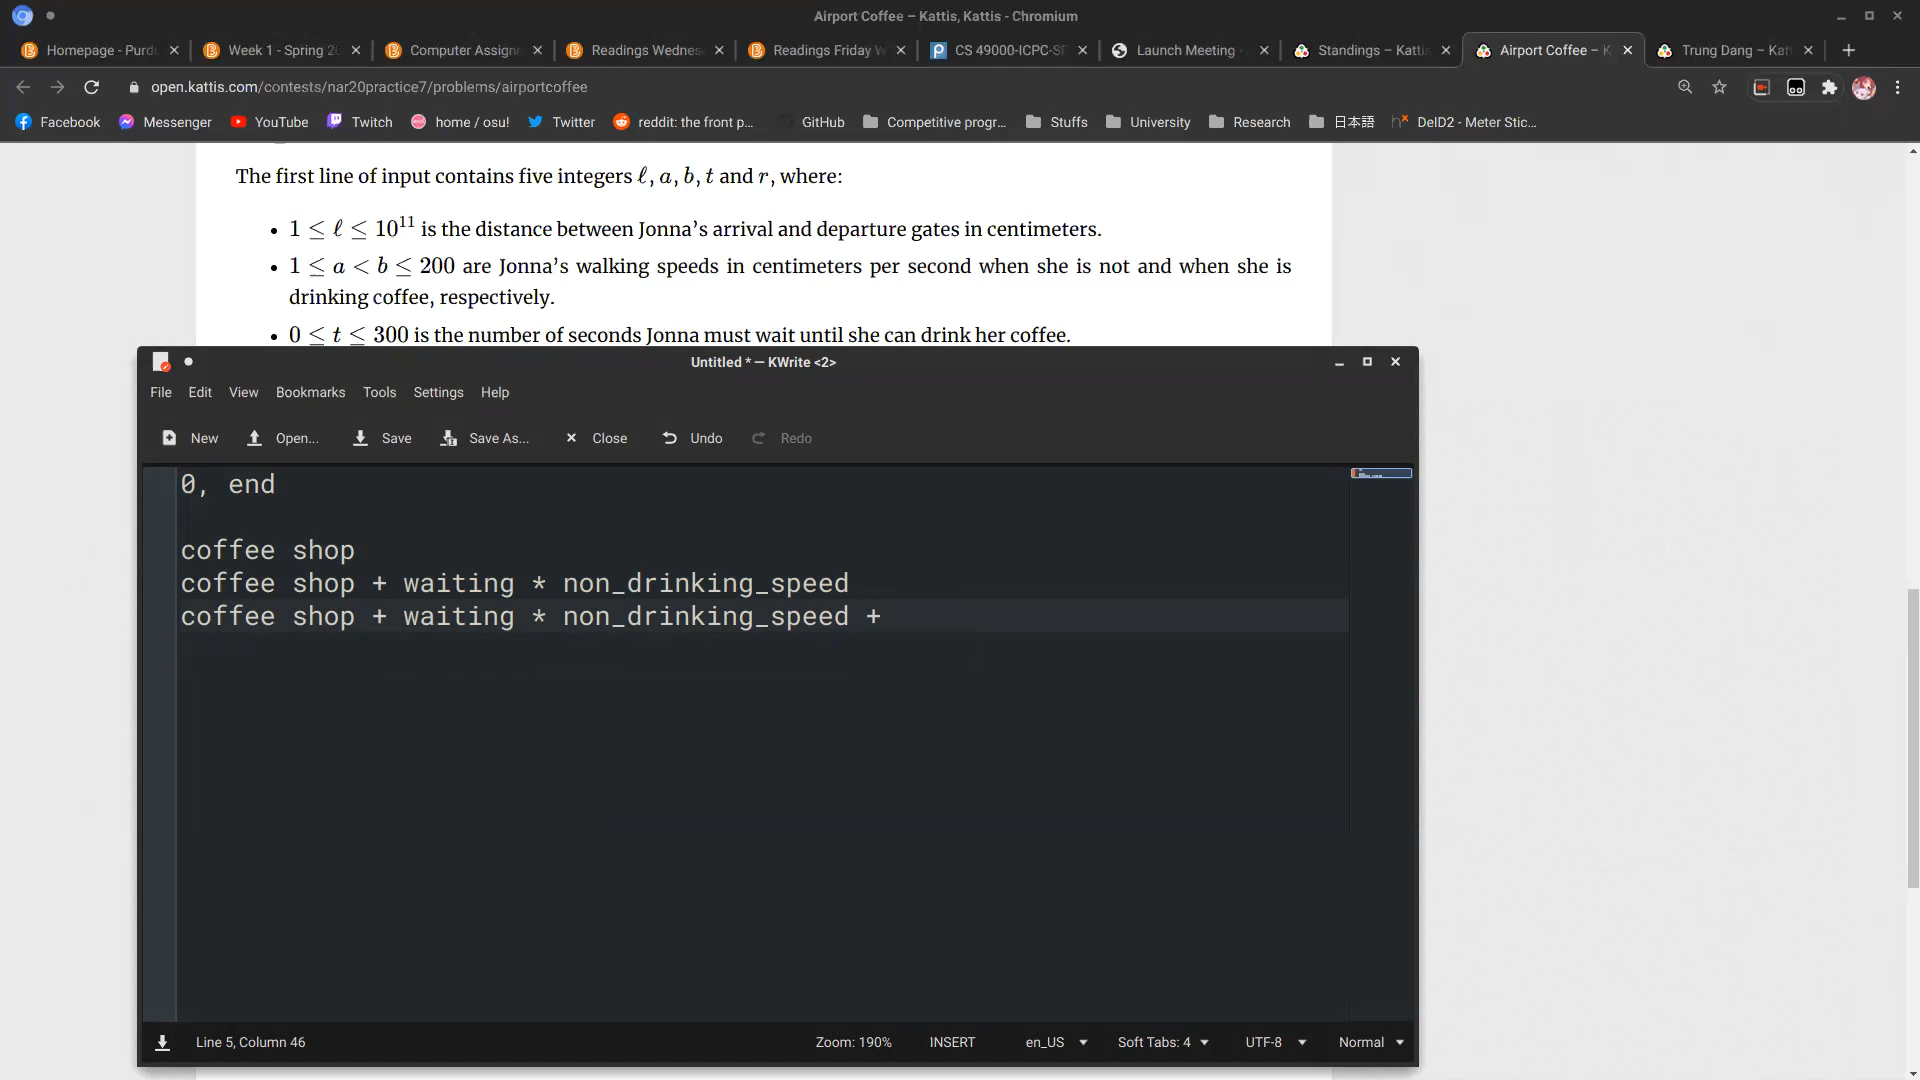 Airport Coffee – Kattis, Kattis - Chromium
Homepage - Purd
Week 1 - Spring 20
Computer Assignm
Readings Wednes
Readings Friday W
CS 49000-ICPC-SP
Launch Meeting -
Standings – Kattis
Airport Coffee – K
Trung Dang – Kat
open.kattis.com/contests/nar20practice7/problems/airportcoffee
Facebook
Messenger
YouTube
Twitch
home / osu!
Twitter
reddit: the front p...
GitHub
Competitive progr...
Stuffs
University
Research
日本語
DelD2 - Meter Stic...
The first line of input contains five integers ℓ, a, b, t and r, where:
• 1 ≤ ℓ ≤ 10^11 is the distance between Jonna’s arrival and departure gates in centimeters.
• 1 ≤ a < b ≤ 200 are Jonna’s walking speeds in centimeters per second when she is not and when she is
drinking coffee, respectively.
• 0 ≤ t ≤ 300 is the number of seconds Jonna must wait until she can drink her coffee.
Untitled * — KWrite <2>
File Edit View Bookmarks Tools Settings Help
New Open... Save Save As... Close Undo Redo
0, end
coffee shop
coffee shop + waiting * non_drinking_speed
coffee shop + waiting * non_drinking_speed +
Line 5, Column 46
Zoom: 190%
INSERT
en_US
Soft Tabs: 4
UTF-8
Normal